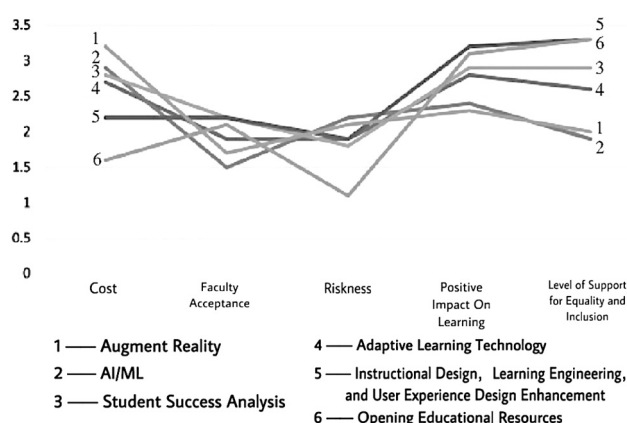 3.5
3
2.5
2
1.5
1
0.5
0
1
2
3
4
5
6
5
6
3
4
1
2
Cost
Faculty
Acceptance
Riskness
Positive
Impact On
Learning
Level of Support
for Equality and
Inclusion
1 —— Augment Reality
2 —— AI/ML
3 —— Student Success Analysis
4 —— Adaptive Learning Technology
5 —— Instructional Design, Learning Engineering,
and User Experience Design Enhancement
6 —— Opening Educational Resources